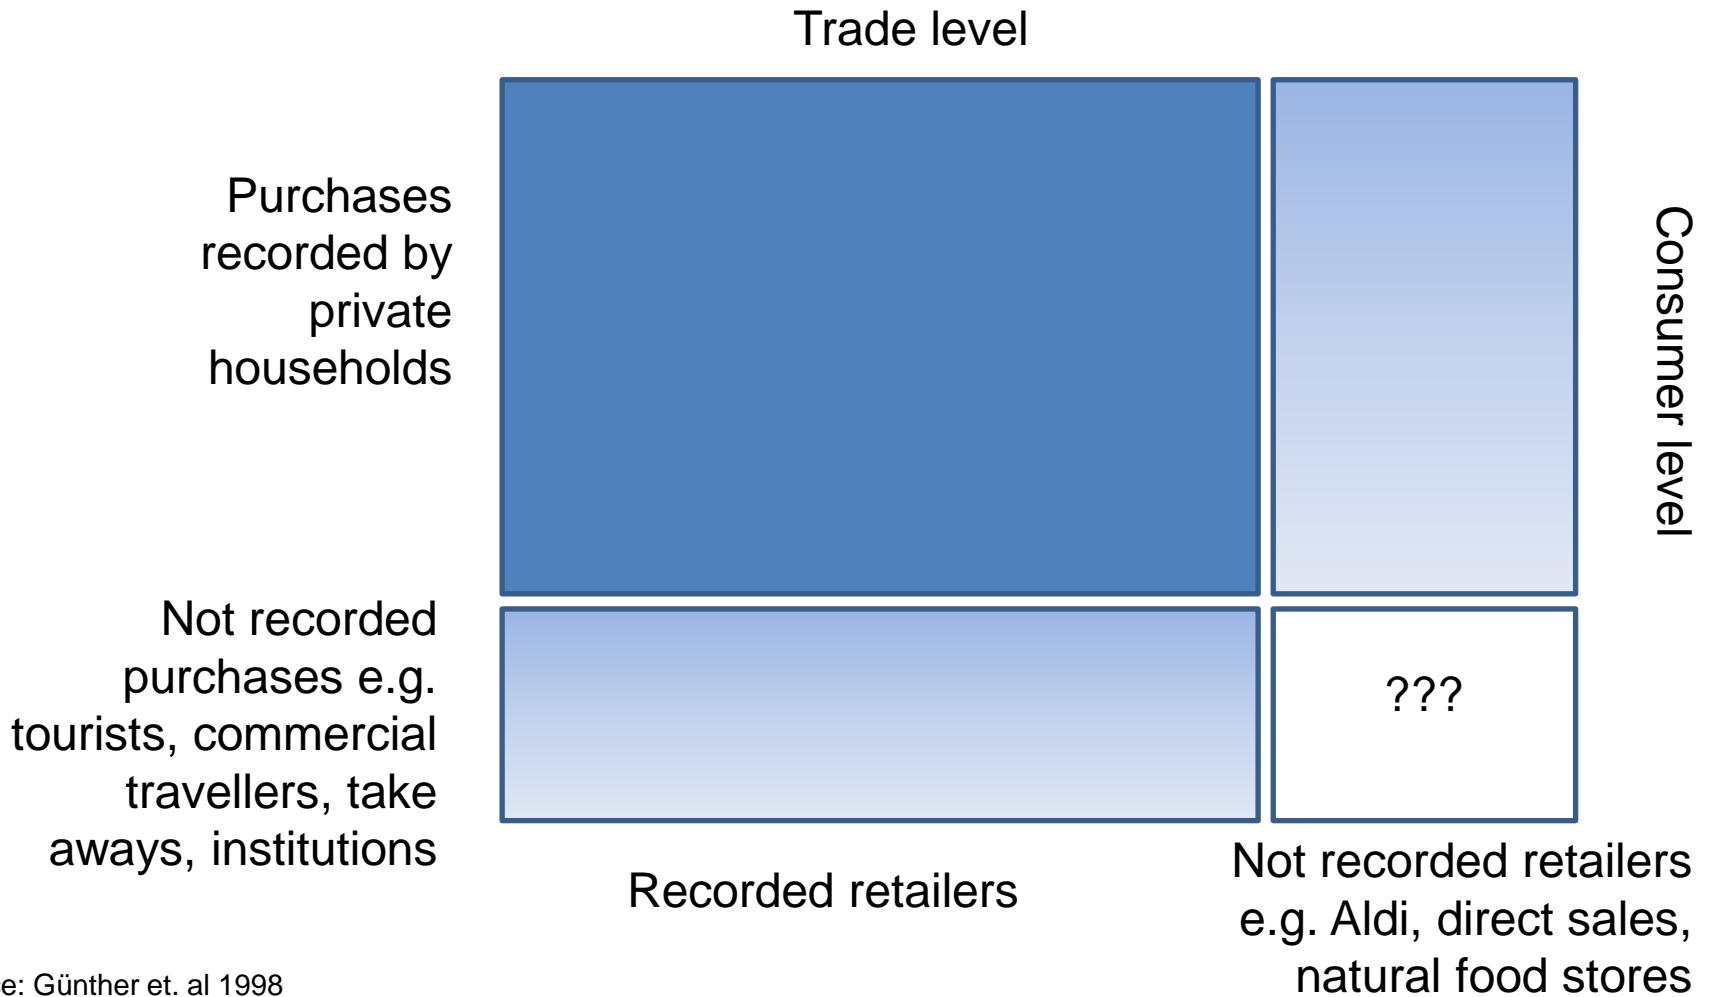 Trade level
Purchases
recorded by
private
households
Consumer level
Not recorded
purchases e.g.
tourists, commercial
travellers, take
aways, institutions
???
Recorded retailers
Not recorded retailers
e.g. Aldi, direct sales,
natural food stores
e: Günther et. al 1998